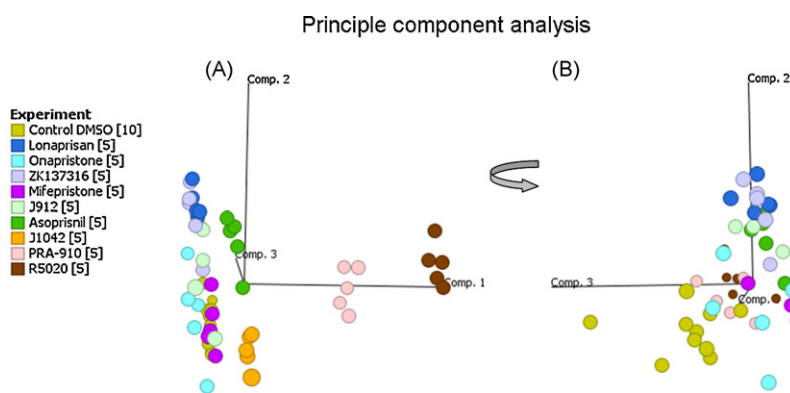 Principle component analysis
(A)
(B)
Comp. 2
Comp. 2
Experiment
Control DMSO [10]
Lonaprisan [5]
Onapristone [5]
ZK137316 [5]
Mifepristone [5]
J912 [5]
Asoprisnil [5]
J1042 [5]
PRA-910 [5]
R5020 [5]
Comp. 3
Comp. 1
Comp. 3
Comp.